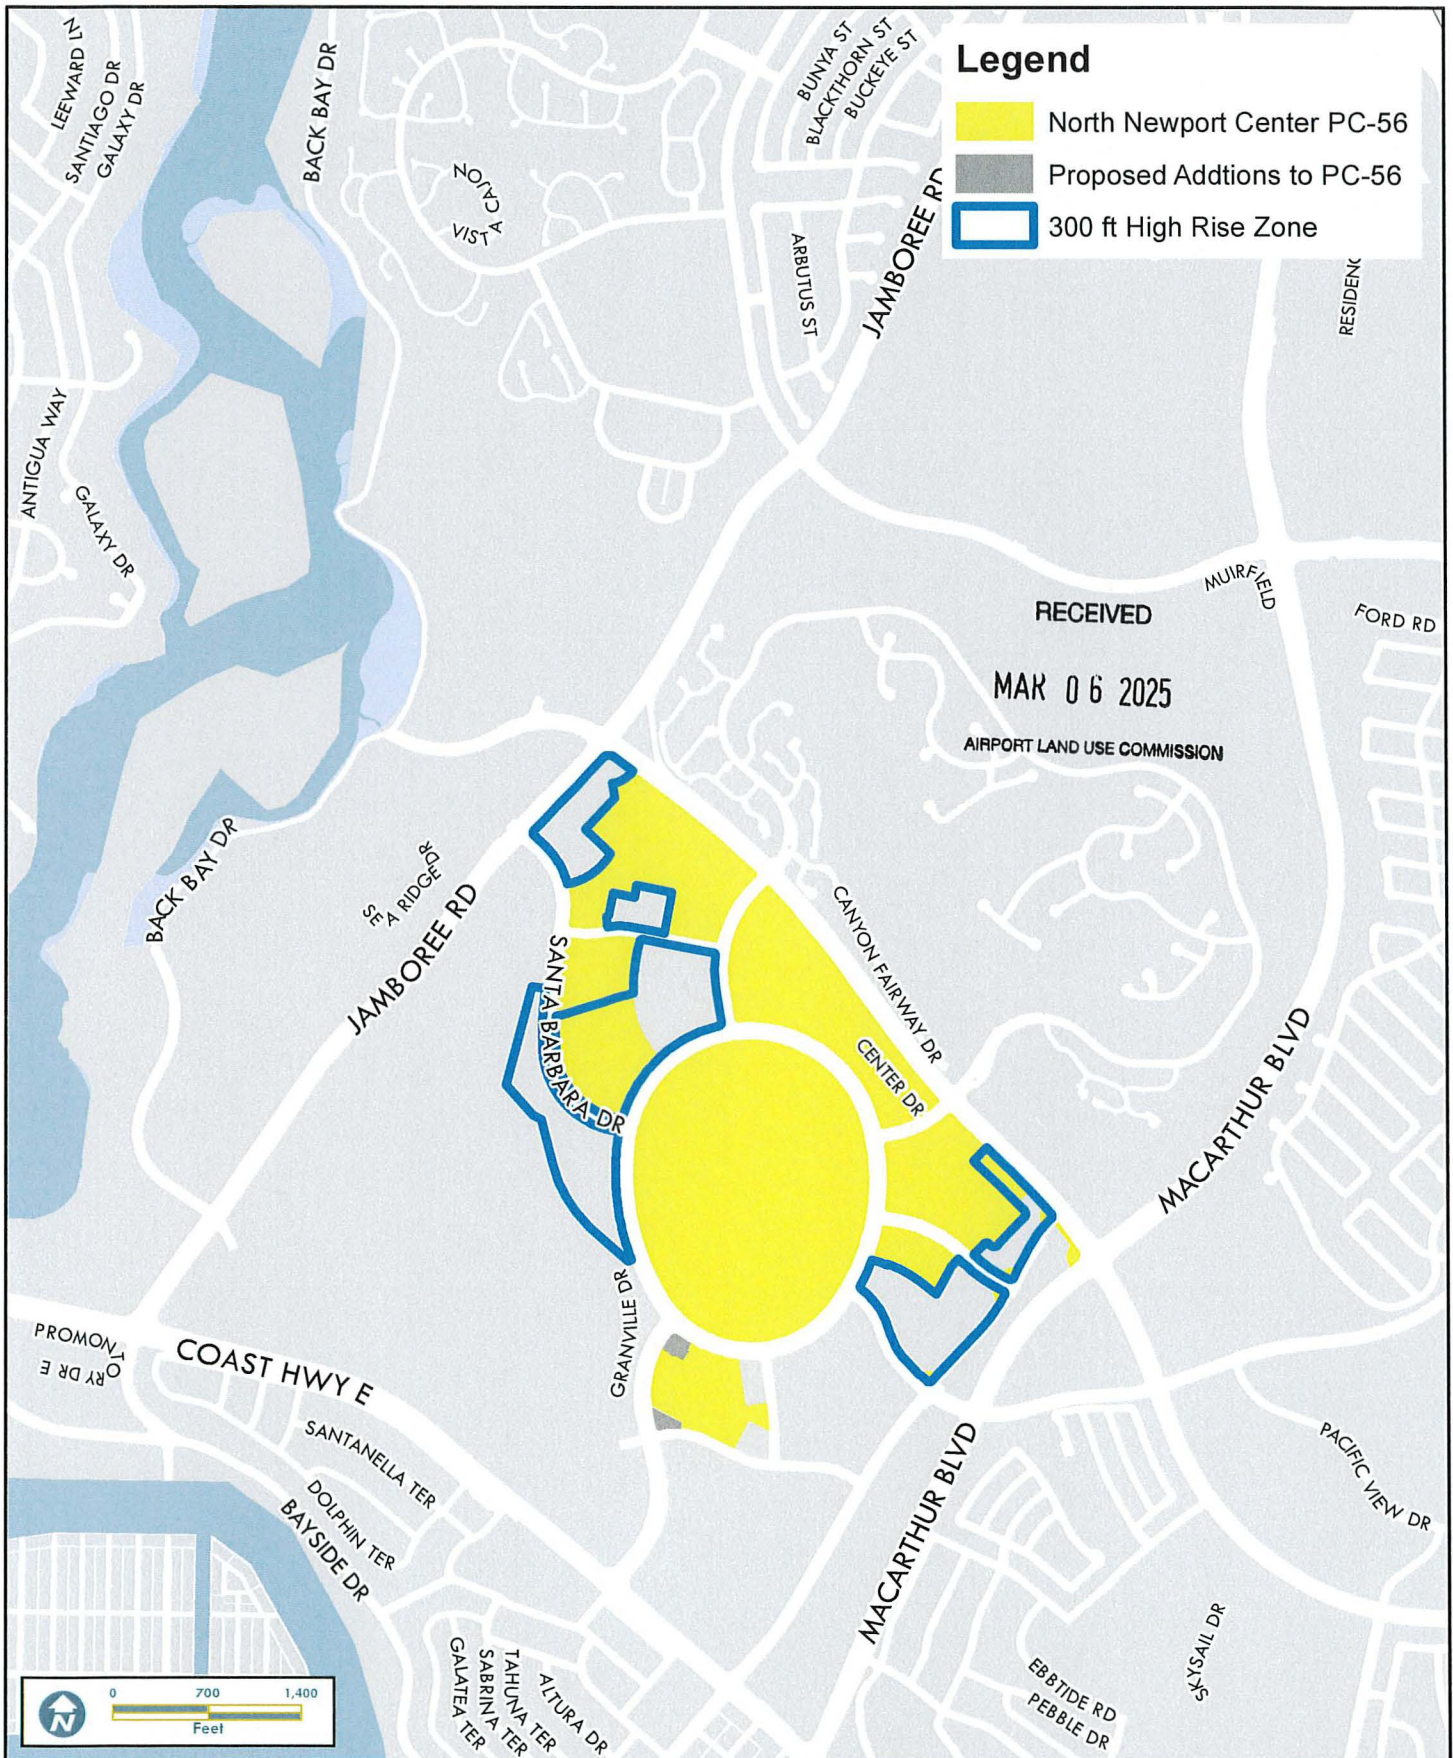 LEEWARD LN
SANTIAGO DR
GALAXY DR
BACK BAY DR
VISTA CAJON
BUNYA ST
BLACKTHORN ST
BUCKEYE ST
Legend
North Newport Center PC-56
Proposed Addtions to PC-56
300 ft High Rise Zone
JAMBOREE RD
ARBUTUS ST
RESIDENC
ANTIGUA WAY
GALAXY DR
MUIRFIELD
FORD RD
RECEIVED
MAR 06 2025
AIRPORT LAND USE COMMISSION
BACK BAY DR
SEA RIDGE DR
JAMBOREE RD
CANYON FAIRWAY DR
SANTA BARBARA DR
CENTER DR
MACARTHUR BLVD
GRANVILLE DR
PROMONTORY DR E
COAST HWY E
SANTANELLA TER
DOLPHIN TER
BAYSIDE DR
MACARTHUR BLVD
PACIFIC VIEW DR
GALATEA TER
SABRINA TER
TAHUNA TER
ALTURA DR
EBBTIDE RD
PEBBLE DR
SKYSAIL DR
N
0 700 1,400
Feet